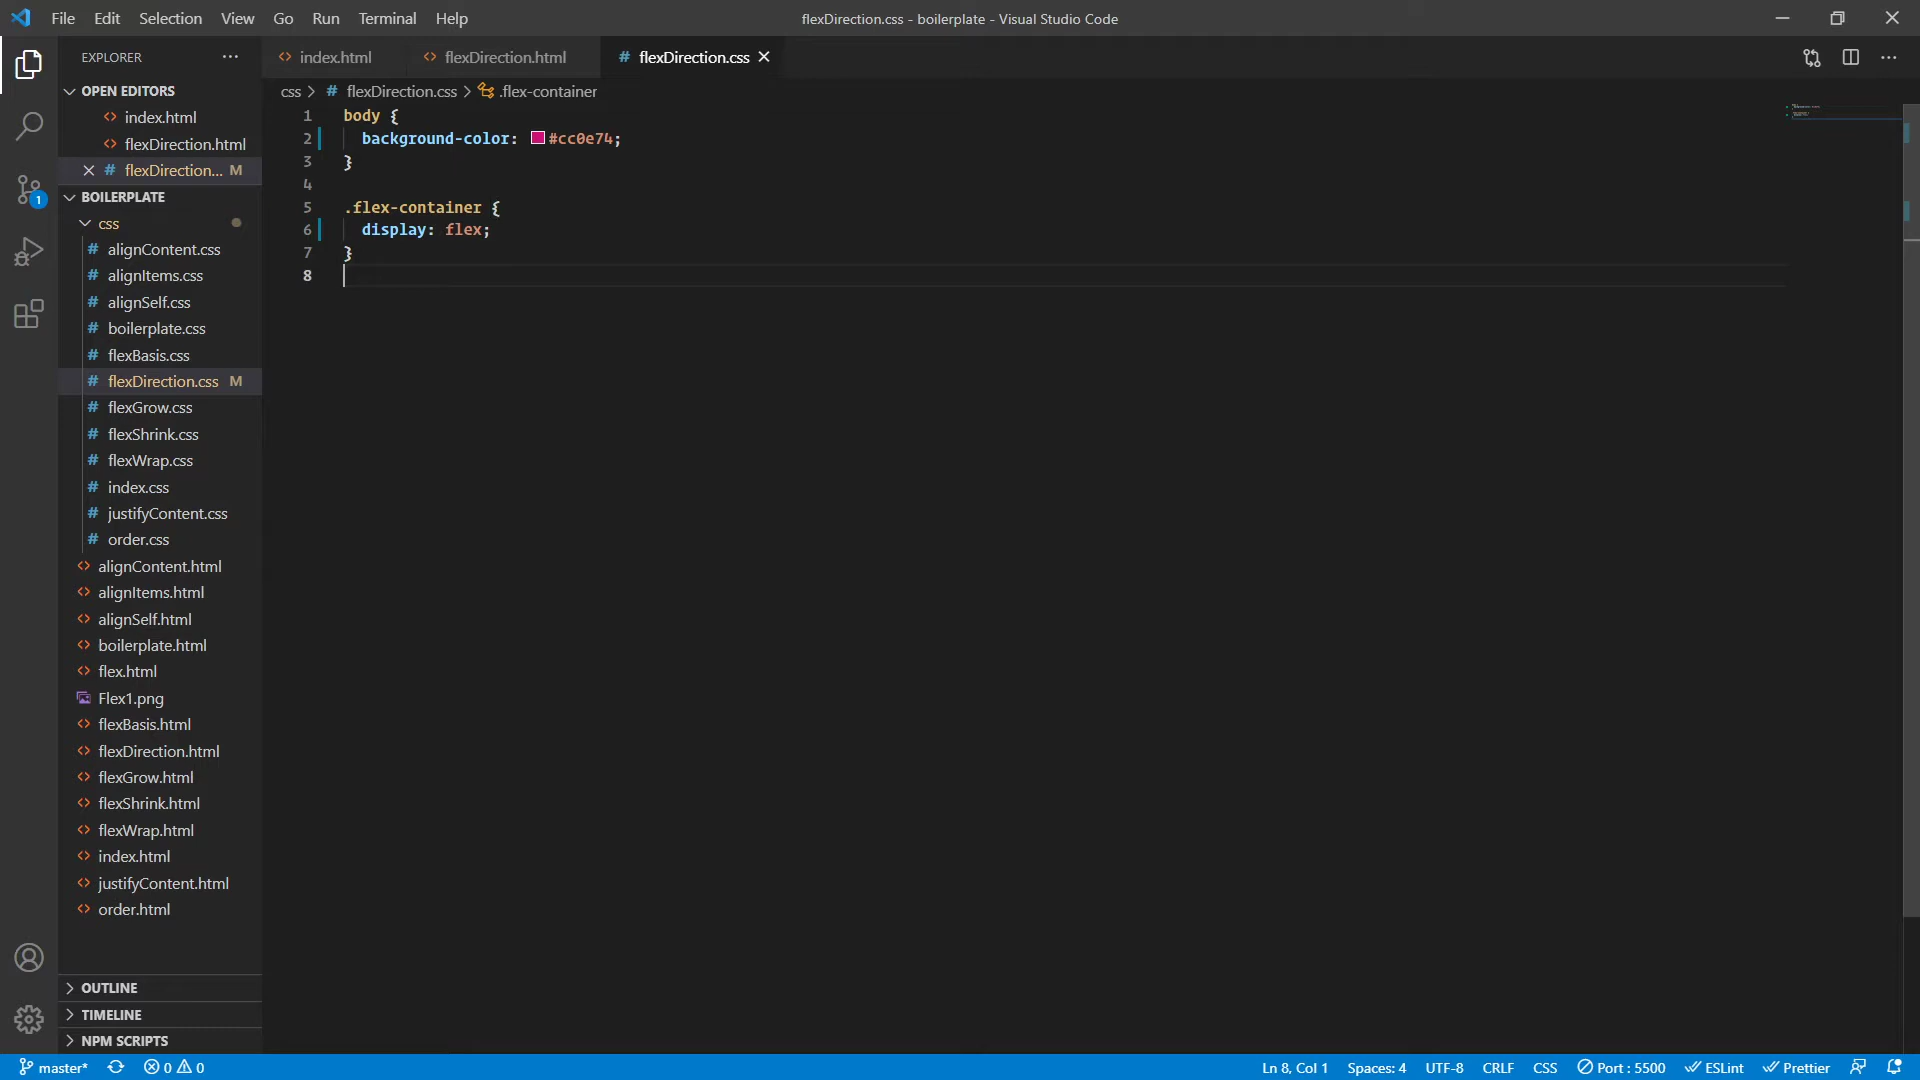 File Edit Selection View Go Run Terminal Help
flexDirection.css - boilerplate - Visual Studio Code
EXPLORER
index.html
flexDirection.html
# flexDirection.css
OPEN EDITORS
index.html
flexDirection.html
# flexDirection... M
BOILERPLATE
css
# alignContent.css
# alignItems.css
# alignSelf.css
# boilerplate.css
# flexBasis.css
# flexDirection.css M
# flexGrow.css
# flexShrink.css
# flexWrap.css
# index.css
# justifyContent.css
# order.css
alignContent.html
alignItems.html
alignSelf.html
boilerplate.html
flex.html
Flex1.png
flexBasis.html
flexDirection.html
flexGrow.html
flexShrink.html
flexWrap.html
index.html
justifyContent.html
order.html
OUTLINE
TIMELINE
NPM SCRIPTS
1
css > # flexDirection.css > .flex-container
1 body {
2 background-color: #cc0e74;
3 }
4
5 .flex-container {
6 display: flex;
7 }
8
master* 0 0
Ln 8, Col 1 Spaces: 4 UTF-8 CRLF CSS Port : 5500 ESLint Prettier